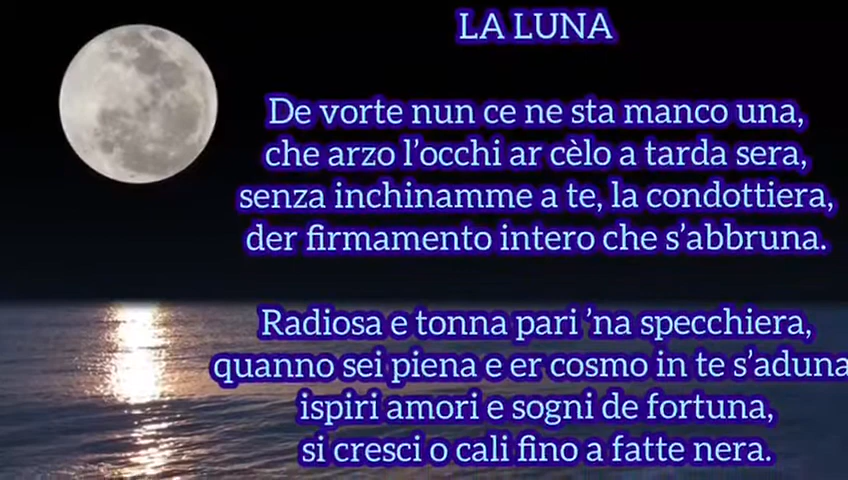 LA LUNA
De vorte nun ce ne sta manco una,
che arzo l'occhi ar cèlo a tarda sera,
senza inchinamme a te, la condottiera,
der firmamento intero che s'abbruna.
Radiosa e tonna pari ’na specchiera,
quanno sei piena e er cosmo in te s'aduna
ispiri amori e sogni de fortuna,
si cresci o cali fino a fatte nera.